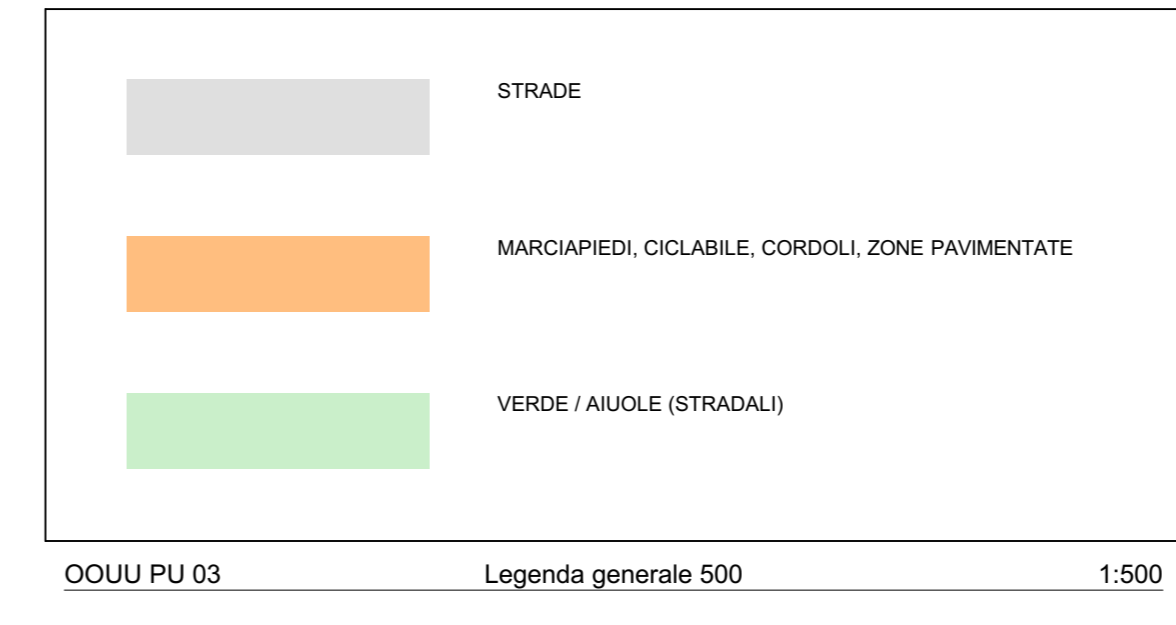 STRADE
MARCIAPIEDI, CICLABILE, CORDOLI, ZONE PAVIMENTATE
VERDE / AIUOLE (STRADALI)
OOUU PU 03 Legenda generale 500 1:500